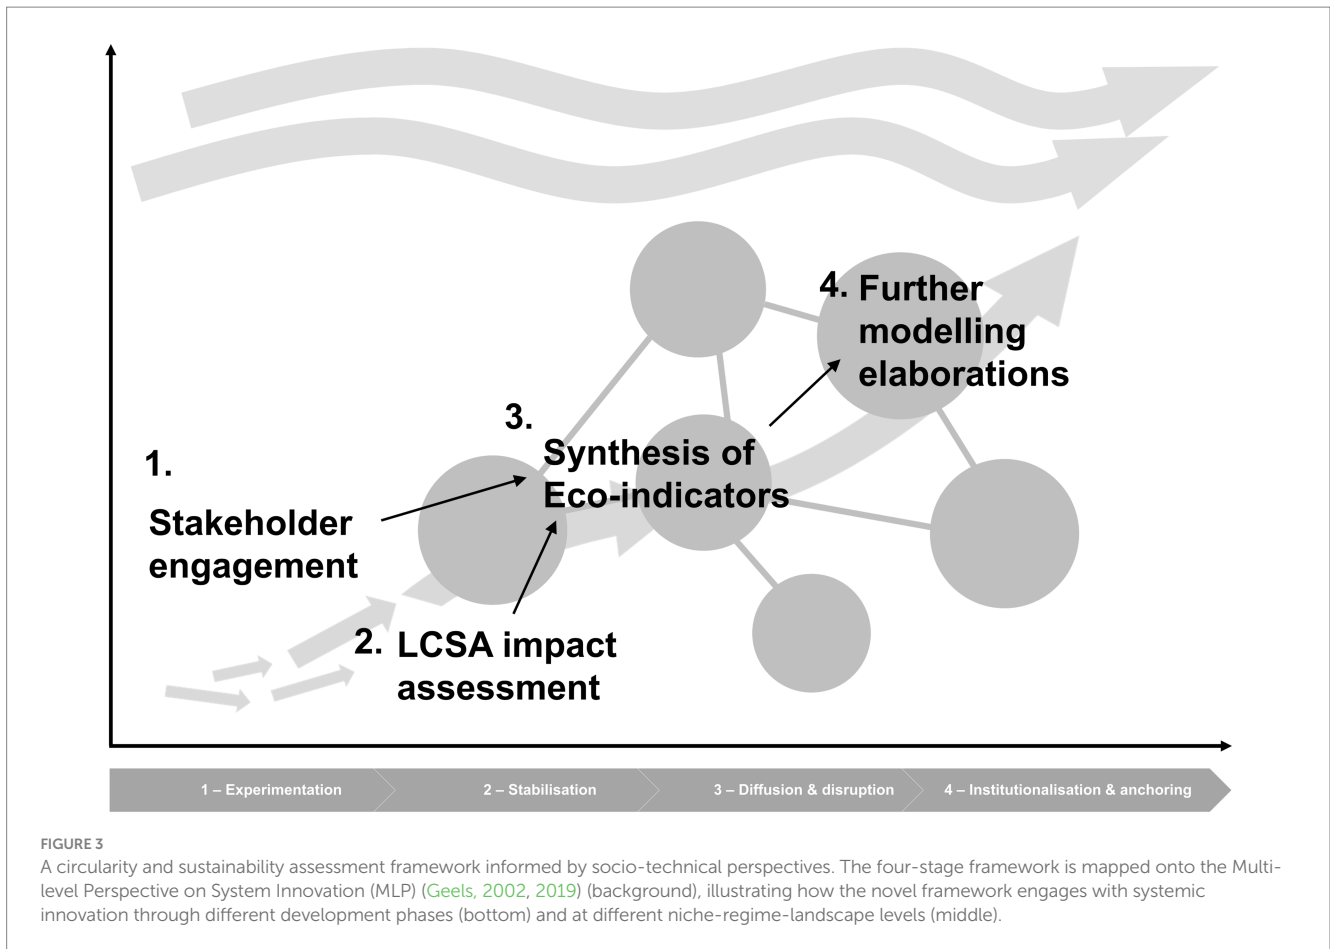 1.
Stakeholder
engagement
2. LCSA impact
assessment
3.
Synthesis of
Eco-indicators
4. Further
modelling
elaborations
1 – Experimentation
2 – Stabilisation
3 – Diffusion & disruption
4 – Institutionalisation & anchoring
FIGURE 3
A circularity and sustainability assessment framework informed by socio-technical perspectives. The four-stage framework is mapped onto the Multi-
level Perspective on System Innovation (MLP) (Geels, 2002, 2019) (background), illustrating how the novel framework engages with systemic
innovation through different development phases (bottom) and at different niche-regime-landscape levels (middle).